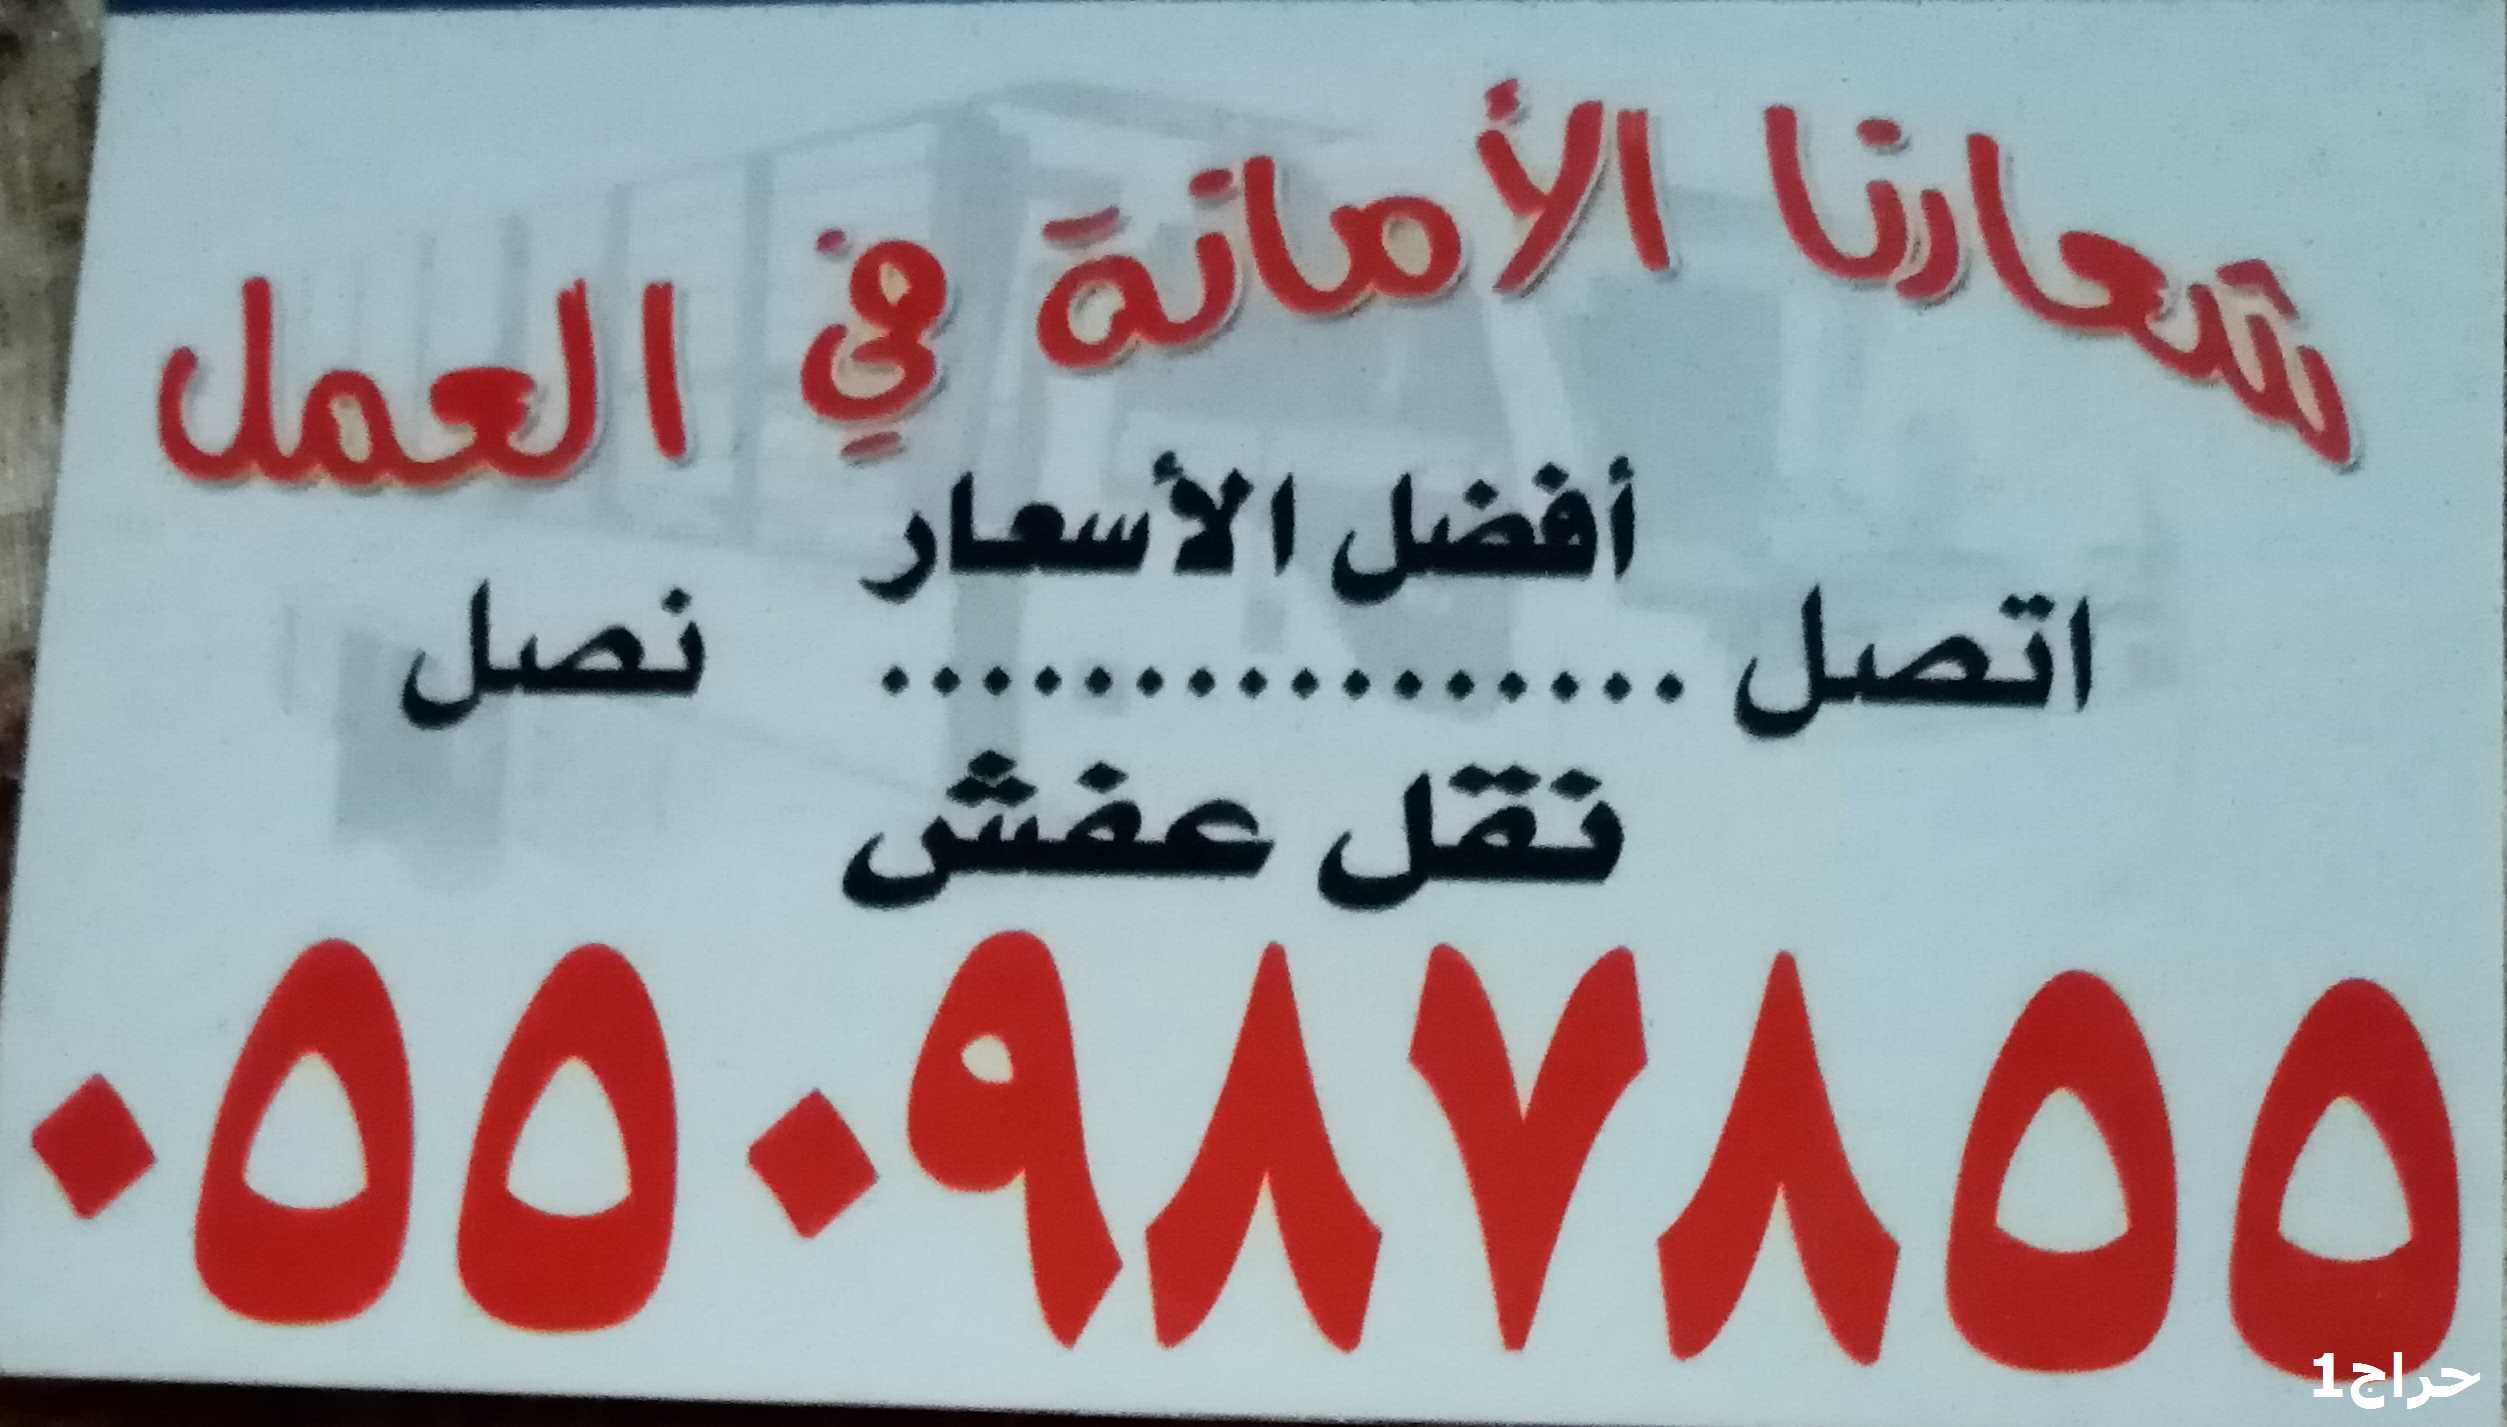 شعارنا الأمانة في العمل
أفضل الأسعار
اتصل .................. نصل
نقل عفش
٠٥٥٠٩٨٧٨٥٥
حراج1